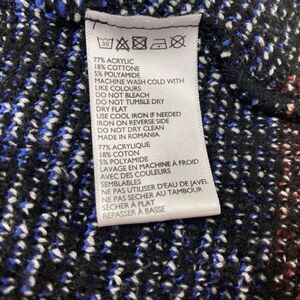 30
77% ACRYLIC
18% COTTONE
5% POLYAMIDE
MACHINE WASH COLD WITH
LIKE COLOURS
DO NOT BLEACH
DO NOT TUMBLE DRY
DRY FLAT
USE COOL IRON IF NEEDED
IRON ON REVERSE SIDE
DO NOT DRY CLEAN
MADE IN ROMANIA
77% ACRYLIQUE
18% COTON
5% POLYAMIDE
LAVAGE EN MACHINE À FROID
AVEC DES COULEURS
SEMBLABLES
NE PAS UTILISER D'EAU DE JAVEL
NE PAS SÉCHER AU TAMBOUR
SÉCHER À PLAT
REPASSER À BASSE